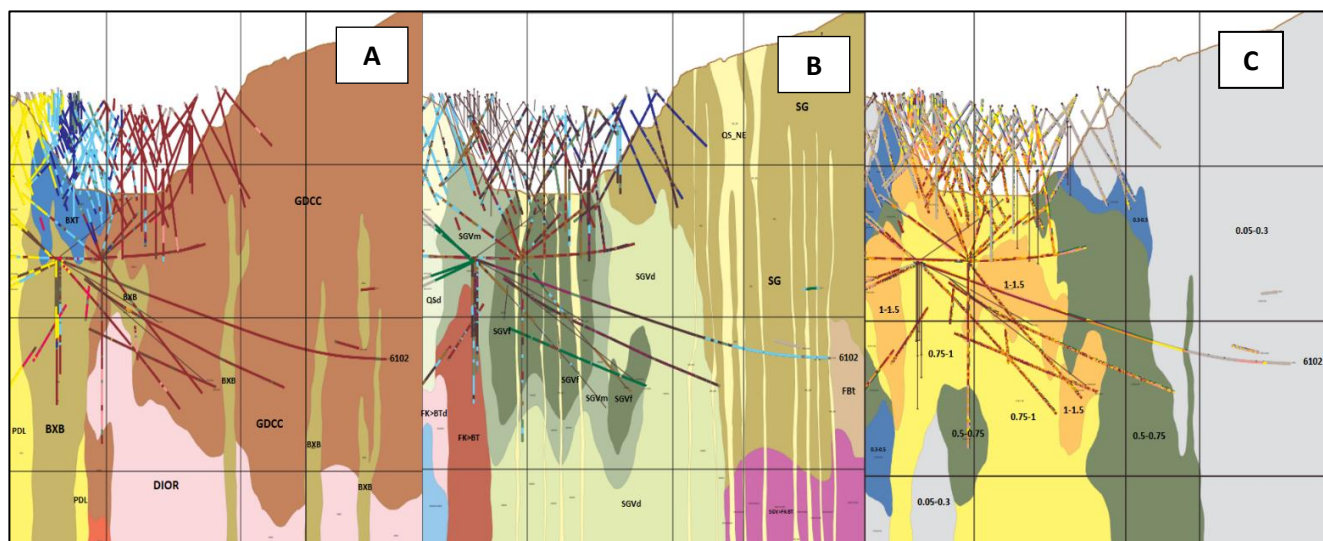 A
GDCC
BXT
BXB
6102
BXB
PDL
BXB
GDCC
BXB
DIOR
PDL
BXB
B
SG
QS_NE
SGVm
SGVd
QSd
SG
SGVf
6102
SGVf
SGVm
SGVf
FBt
FK>BTd
FK>BT
SGVd
C
0.05-0.3
1-1.5
1-1.5
0.75-1
6102
0.75-1
1-1.5
0.5-0.75
0.5-0.75
0.05-0.3